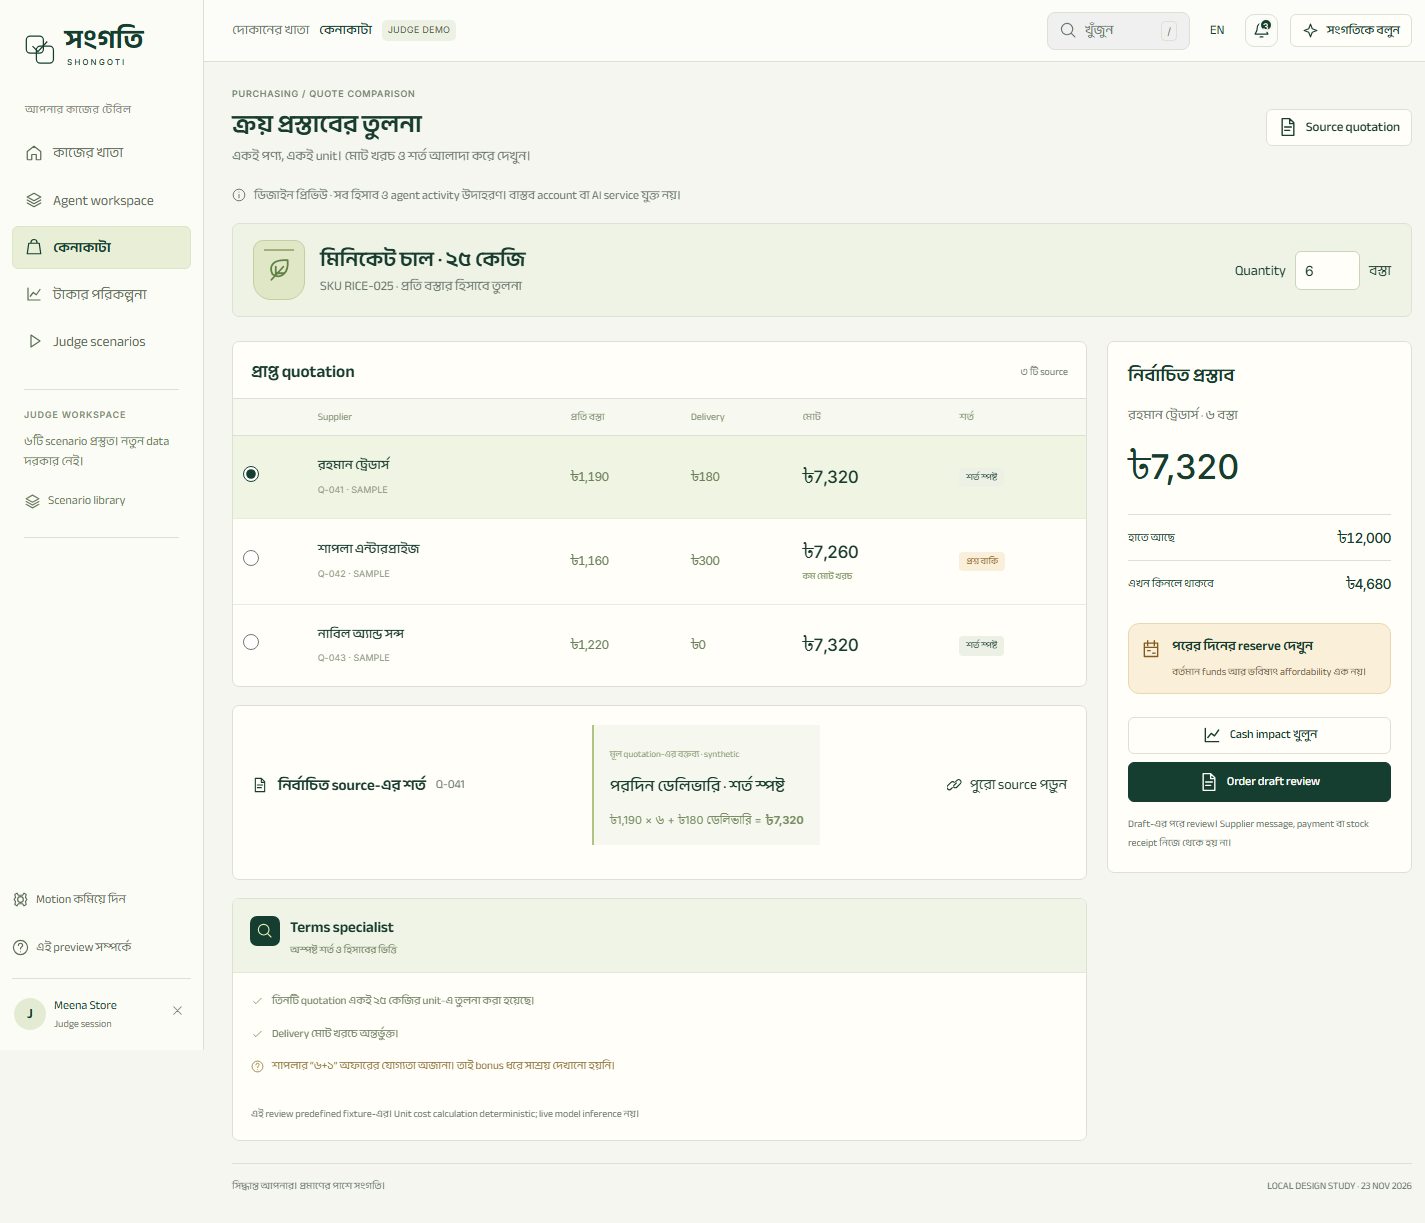 সংগতি
SHONGOTI
আপনার কাজের টেবিল
কাজের খাতা
Agent workspace
কেনাকাটা
টাকার পরিকল্পনা
Judge scenarios
JUDGE WORKSPACE
৬টি scenario প্রস্তুত। নতুন data
দরকার নেই।
Scenario library
Motion কমিয়ে দিন
এই preview সম্পর্কে
J
Meena Store
Judge session
দোকানের খাতা কেনাকাটা JUDGE DEMO
খুঁজুন /
EN
3
সংগতিকে বলুন
PURCHASING / QUOTE COMPARISON
ক্রয় প্রস্তাবের তুলনা
একই পণ্য, একই unit। মোট খরচ ও শর্ত আলাদা করে দেখুন।
Source quotation
ডিজাইন প্রিভিউ · সব হিসাব ও agent activity উদাহরণ। বাস্তব account বা AI service যুক্ত নয়।
মিনিকেট চাল · ২৫ কেজি
SKU RICE-025 · প্রতি বস্তার হিসাবে তুলনা
Quantity 6 বস্তা
প্রাপ্ত quotation
৩ টি source
Supplier প্রতি বস্তা Delivery মোট শর্ত
রহমান ট্রেডার্স
Q-041 · SAMPLE
৳1,190 ৳180 ৳7,320 শর্ত স্পষ্ট
শাপলা এন্টারপ্রাইজ
Q-042 · SAMPLE
৳1,160 ৳300 ৳7,260
কম মোট খরচ
প্রশ্ন বাকি
নাবিল অ্যান্ড সন্স
Q-043 · SAMPLE
৳1,220 ৳0 ৳7,320 শর্ত স্পষ্ট
নির্বাচিত source-এর শর্ত Q-041
মূল quotation-এর বক্তব্য · synthetic
পরদিন ডেলিভারি · শর্ত স্পষ্ট
৳1,190 × ৬ + ৳180 ডেলিভারি = ৳7,320
পুরো source পড়ুন
Terms specialist
অস্পষ্ট শর্ত ও হিসাবের ভিত্তি
তিনটি quotation একই ২৫ কেজির unit-এ তুলনা করা হয়েছে।
Delivery মোট খরচে অন্তর্ভুক্ত।
শাপলার “৬+১” অফারের যোগ্যতা অজানা। তাই bonus ধরে সাশ্রয় দেখানো হয়নি।
এই review predefined fixture-এর। Unit cost calculation deterministic; live model inference নয়।
নির্বাচিত প্রস্তাব
রহমান ট্রেডার্স · ৬ বস্তা
৳7,320
হাতে আছে ৳12,000
এখন কিনলে থাকবে ৳4,680
পরের দিনের reserve দেখুন
বর্তমান funds আর ভবিষ্যৎ affordability এক নয়।
Cash impact খুলুন
Order draft review
Draft-এর পরে review। Supplier message, payment বা stock
receipt নিজে থেকে হয় না।
সিদ্ধান্ত আপনার। প্রমাণের পাশে সংগতি।
LOCAL DESIGN STUDY · 23 NOV 2026